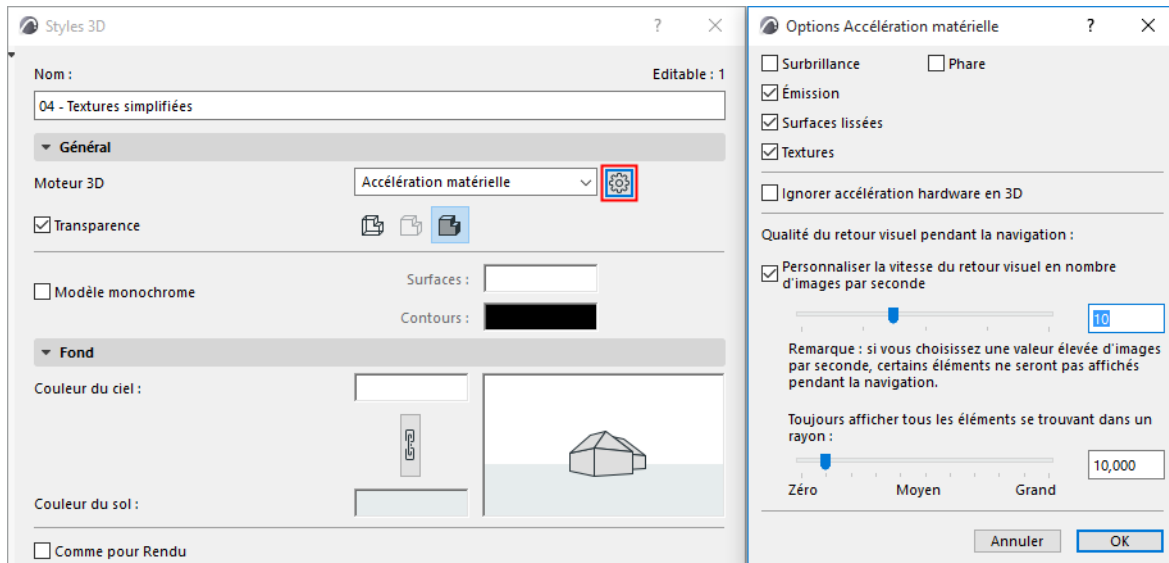 Styles 3D
Nom :
Editable : 1
04 - Textures simplifiées
Général
Moteur 3D
Accélération matérielle
Transparence
Modèle monochrome
Surfaces :
Contours :
Fond
Couleur du ciel :
Couleur du sol :
Comme pour Rendu
Options Accélération matérielle
Surbrillance
Phare
Émission
Surfaces lissées
Textures
Ignorer accélération hardware en 3D
Qualité du retour visuel pendant la navigation :
Personnaliser la vitesse du retour visuel en nombre
d'images par seconde
10
Remarque : si vous choisissez une valeur élevée d'images
par seconde, certains éléments ne seront pas affichés
pendant la navigation.
Toujours afficher tous les éléments se trouvant dans un
rayon :
10,000
Zéro
Moyen
Grand
Annuler
OK